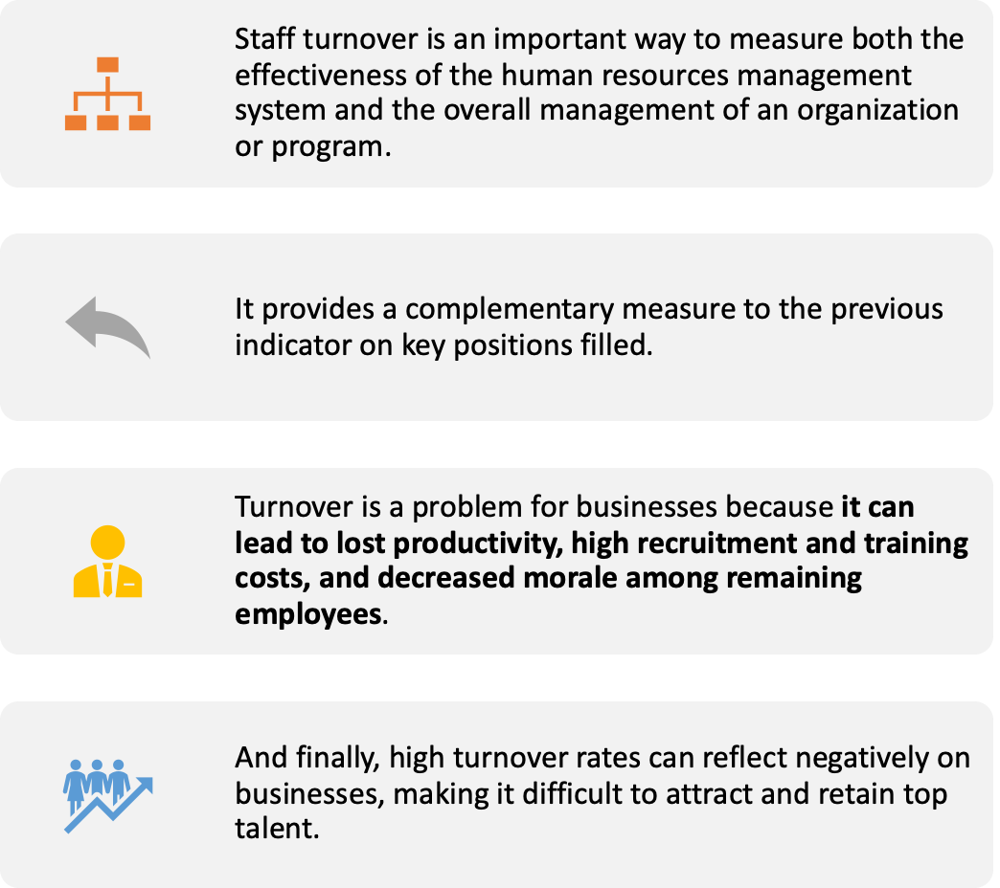 Staff turnover is an important way to measure both the
effectiveness of the human resources management
system and the overall management of an organization
or program.
It provides a complementary measure to the previous
indicator on key positions filled.
Turnover is a problem for businesses because it can
lead to lost productivity, high recruitment and training
costs, and decreased morale among remaining
employees.
And finally, high turnover rates can reflect negatively on
businesses, making it difficult to attract and retain top
talent.